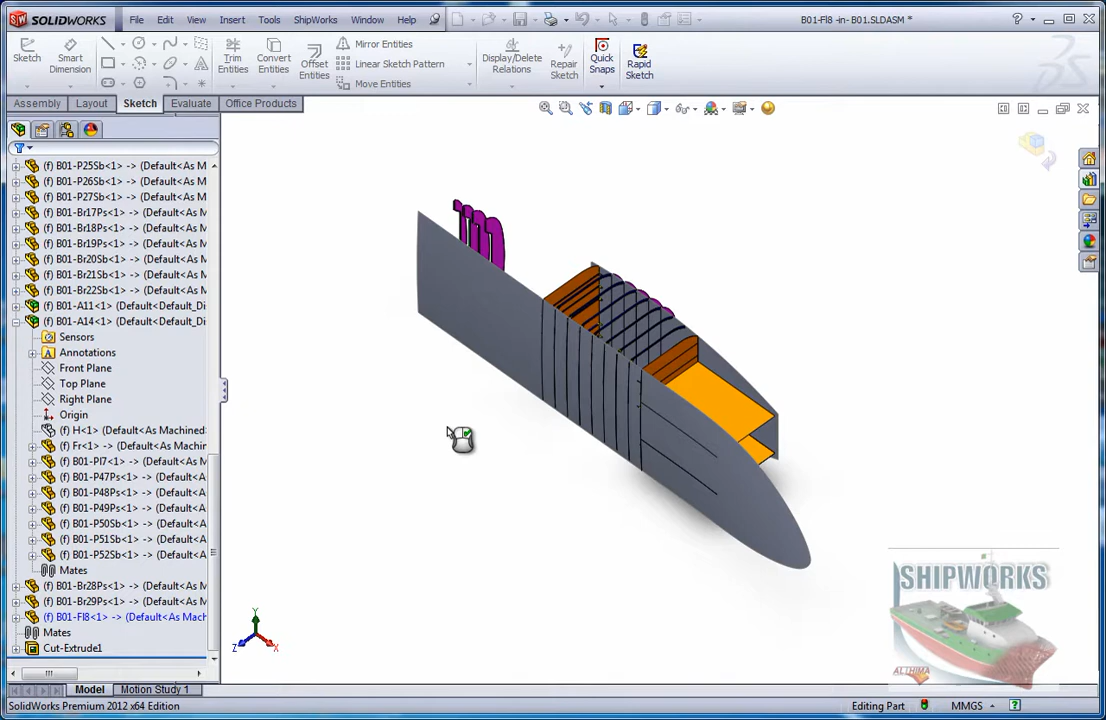 SOLIDWORKS File Edit View Insert Tools ShipWorks Window Help B01-Fl8 -in- B01.SLDASM *
Sketch
Smart Dimension
Trim Entities
Convert Entities
Offset Entities
Mirror Entities
Linear Sketch Pattern
Move Entities
Display/Delete Relations
Repair Sketch
Quick Snaps
Rapid Sketch
Assembly Layout Sketch Evaluate Office Products
(f) B01-P25Sb<1> -> (Default<As M
(f) B01-P26Sb<1> -> (Default<As M
(f) B01-P27Sb<1> -> (Default<As M
(f) B01-Br17Ps<1> -> (Default<As M
(f) B01-Br18Ps<1> -> (Default<As M
(f) B01-Br19Ps<1> -> (Default<As M
(f) B01-Br20Sb<1> -> (Default<As M
(f) B01-Br21Sb<1> -> (Default<As M
(f) B01-Br22Sb<1> -> (Default<As M
(f) B01-A11<1> -> (Default<Default_Di
(f) B01-A14<1> -> (Default<Default_Di
Sensors
Annotations
Front Plane
Top Plane
Right Plane
Origin
(f) H<1> -> (Default<As Machined
(f) Fr<1> -> (Default<As Machin
(f) B01-Pl7<1> -> (Default<As M
(f) B01-P47Ps<1> -> (Default<A
(f) B01-P48Ps<1> -> (Default<A
(f) B01-P49Ps<1> -> (Default<A
(f) B01-P50Sb<1> -> (Default<A
(f) B01-P51Sb<1> -> (Default<A
(f) B01-P52Sb<1> -> (Default<A
Mates
(f) B01-Br28Ps<1> -> (Default<As M
(f) B01-Br29Ps<1> -> (Default<As M
(f) B01-Fl8<1> -> (Default<As Mach
Mates
Cut-Extrude1
Y
Z
X
SHIPWORKS
ALTHIMA
Model Motion Study 1
SolidWorks Premium 2012 x64 Edition Editing Part MMGS